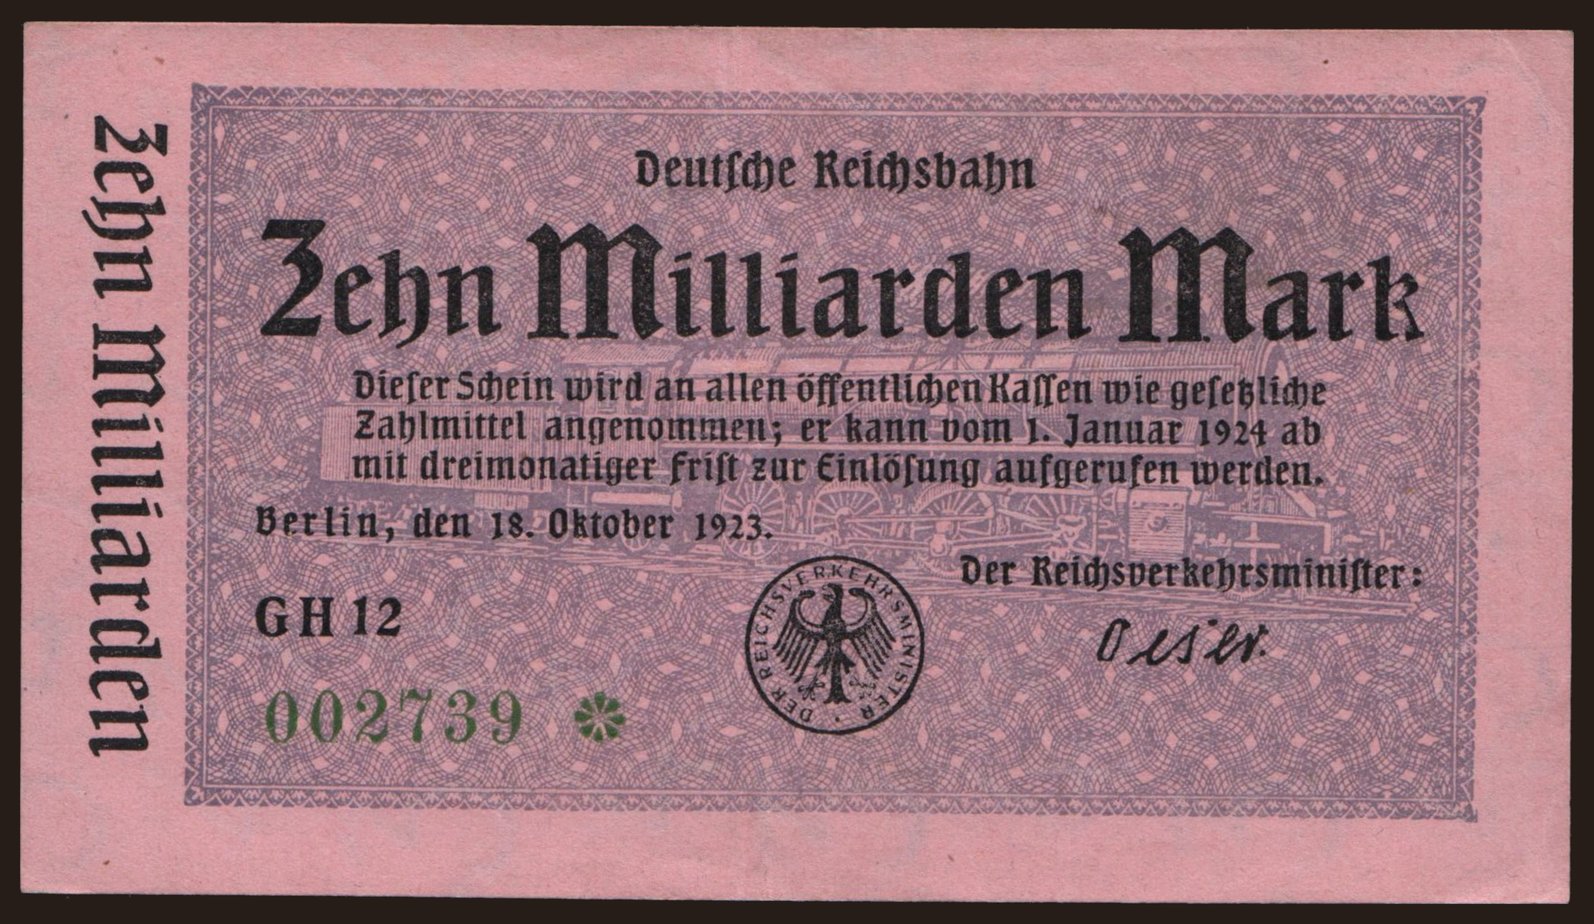 Zehn Milliarden
Deutſche Reichsbahn
Zehn Milliarden Mark
Dieſer Schein wird an allen öffentlichen Kaſſen wie geſetzliche
Zahlmittel angenommen; er kann vom 1. Januar 1924 ab
mit dreimonatiger Friſt zur Einlöſung aufgerufen werden.
Berlin, den 18. Oktober 1923.
Der Reichsverkehrsminiſter:
GH 12
DER REICHSVERKEHRSMINISTER
Oeser.
002739 *